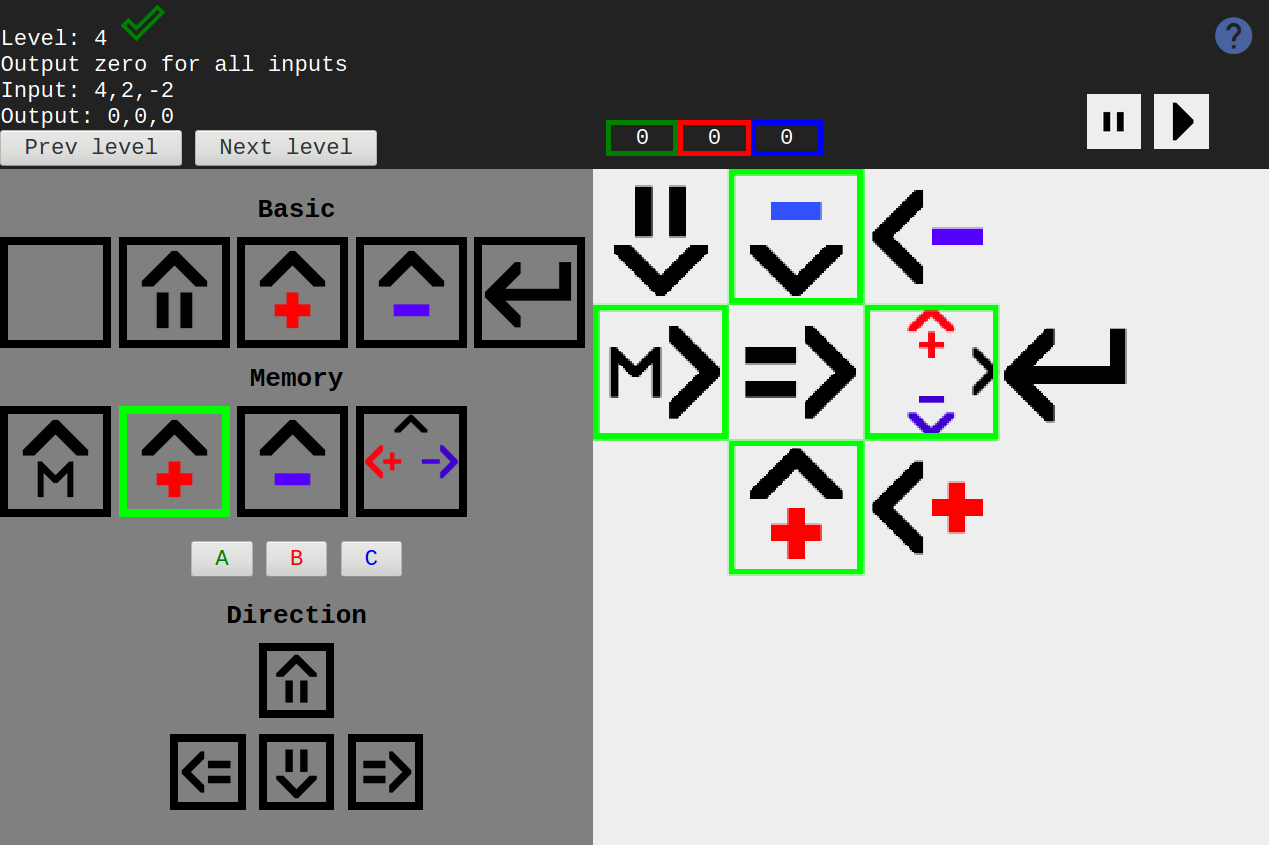 Level: 4
Output zero for all inputs
Input: 4,2,-2
Output: 0,0,0
Prev level Next level
?
0 0 0
Basic
Memory
M
A B C
Direction
M